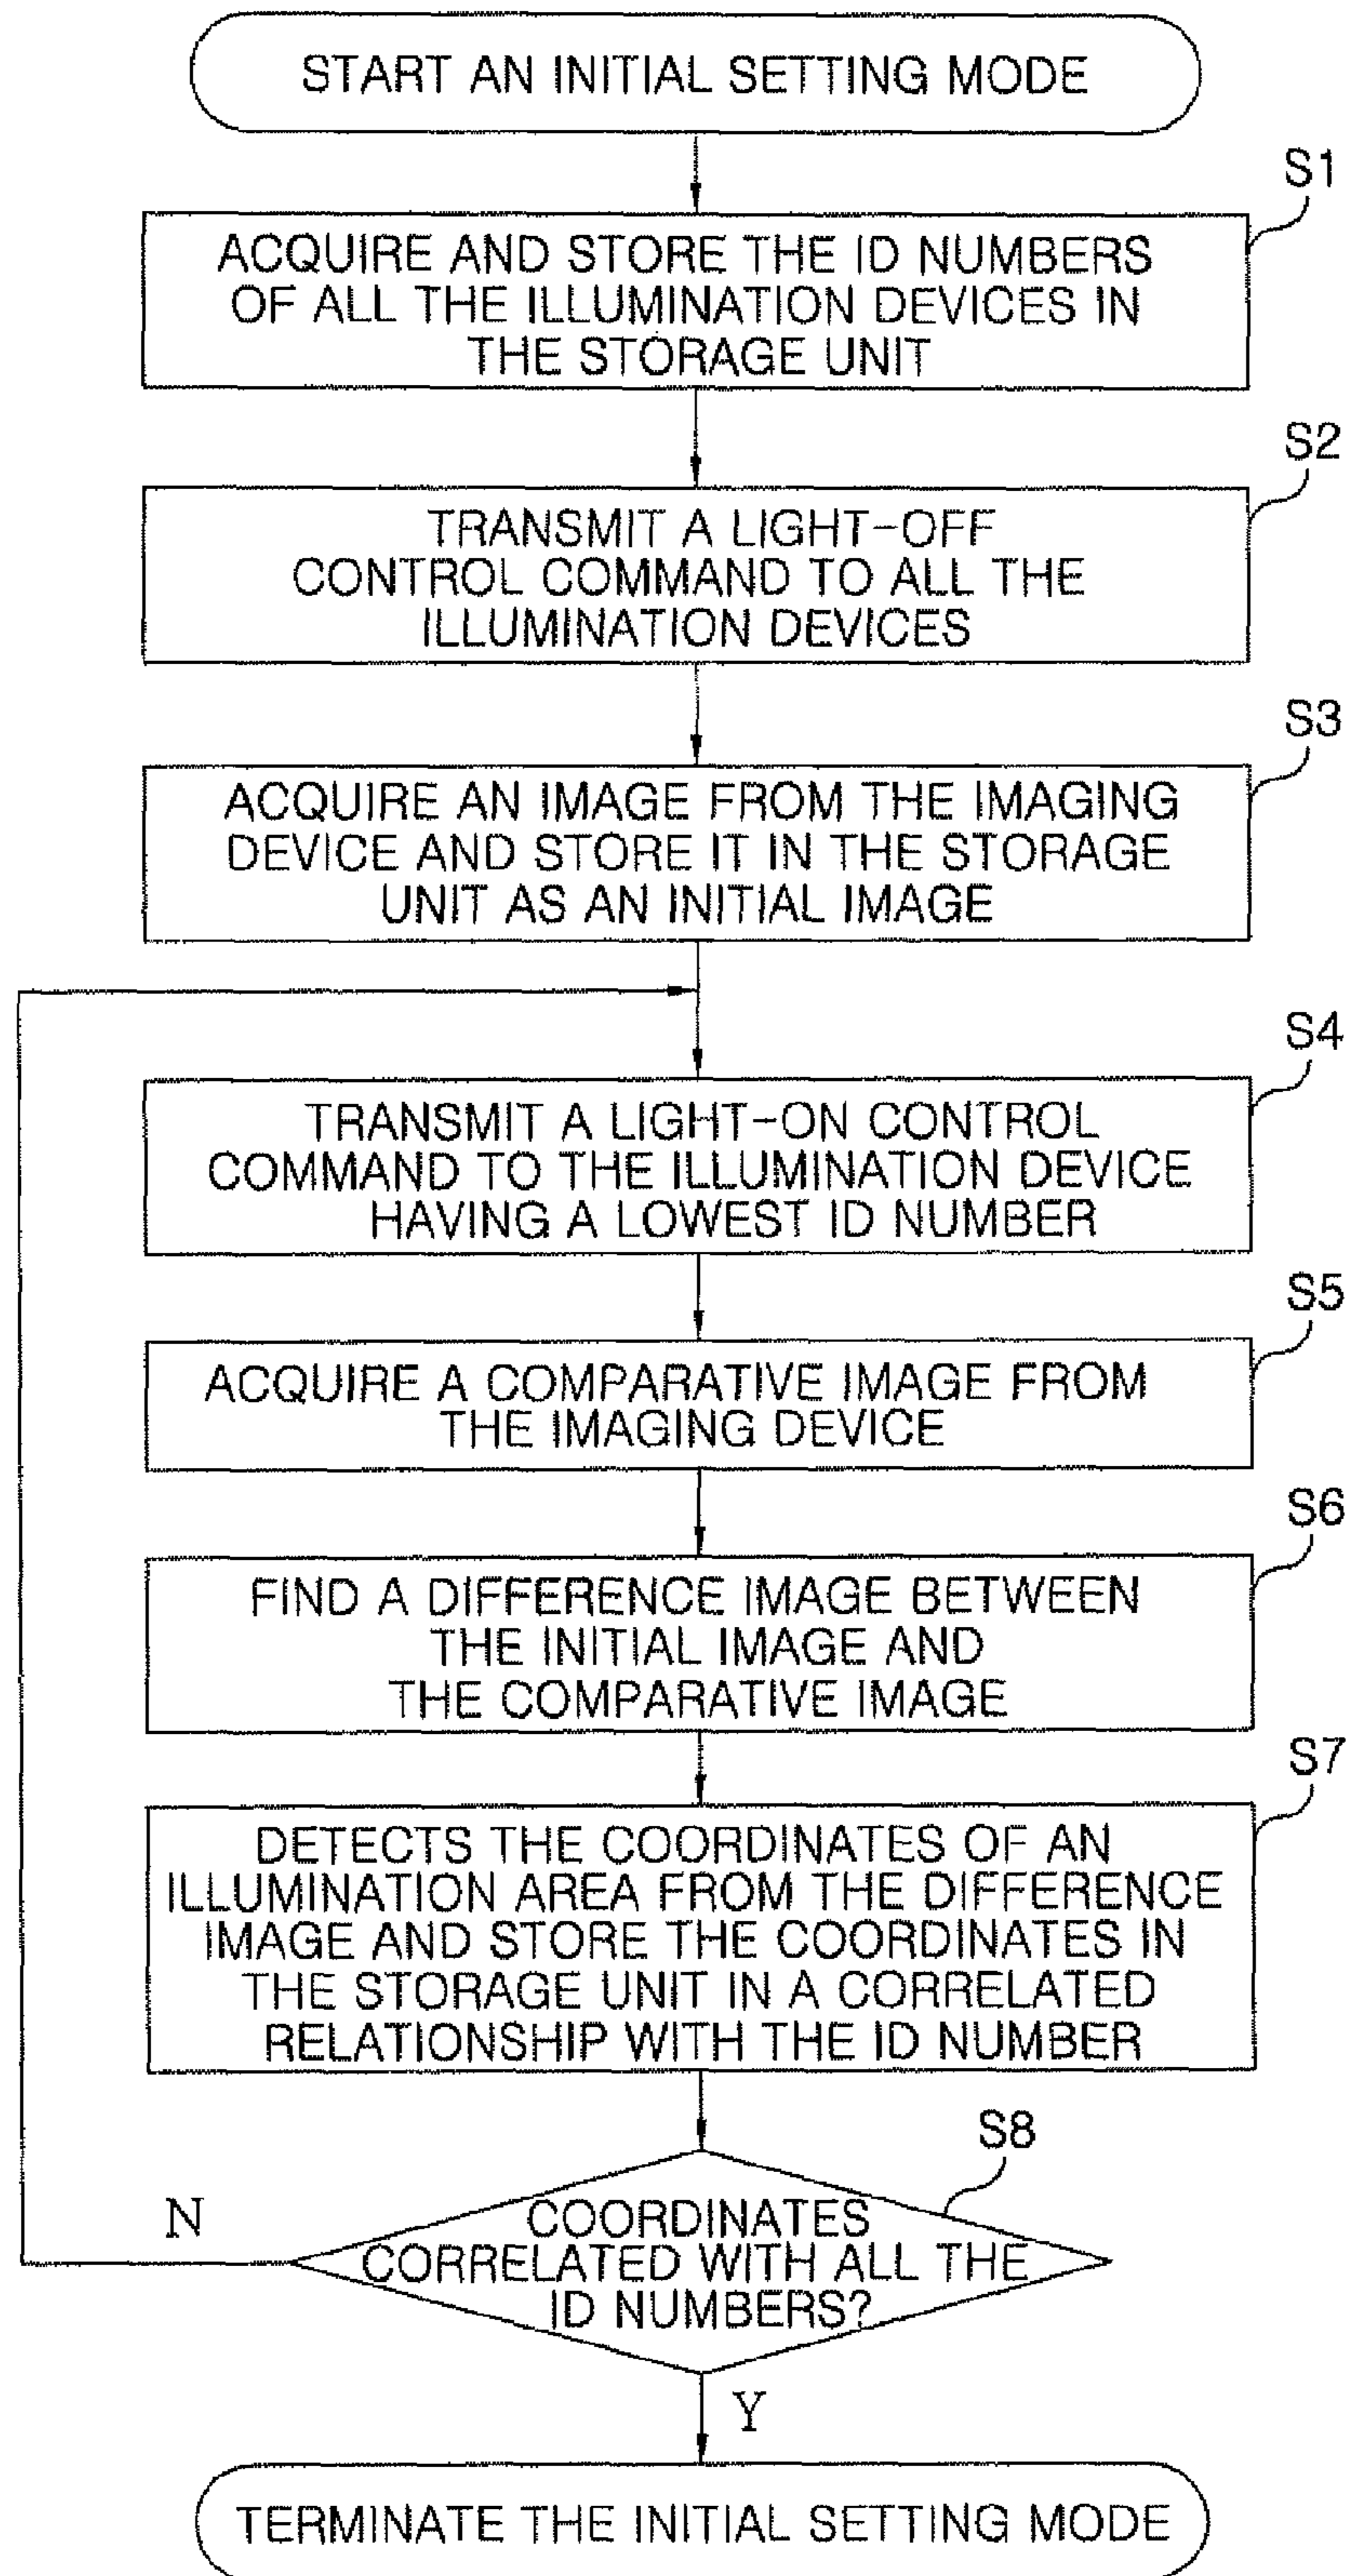 START AN INITIAL SETTING MODE
S1
ACQUIRE AND STORE THE ID NUMBERS
OF ALL THE ILLUMINATION DEVICES IN
THE STORAGE UNIT
S2
TRANSMIT A LIGHT-OFF
CONTROL COMMAND TO ALL THE
ILLUMINATION DEVICES
S3
ACQUIRE AN IMAGE FROM THE IMAGING
DEVICE AND STORE IT IN THE STORAGE
UNIT AS AN INITIAL IMAGE
S4
TRANSMIT A LIGHT-ON CONTROL
COMMAND TO THE ILLUMINATION DEVICE
HAVING A LOWEST ID NUMBER
S5
ACQUIRE A COMPARATIVE IMAGE FROM
THE IMAGING DEVICE
S6
FIND A DIFFERENCE IMAGE BETWEEN
THE INITIAL IMAGE AND
THE COMPARATIVE IMAGE
S7
DETECTS THE COORDINATES OF AN
ILLUMINATION AREA FROM THE DIFFERENCE
IMAGE AND STORE THE COORDINATES IN
THE STORAGE UNIT IN A CORRELATED
RELATIONSHIP WITH THE ID NUMBER
S8
N
COORDINATES
CORRELATED WITH ALL THE
ID NUMBERS?
Y
TERMINATE THE INITIAL SETTING MODE